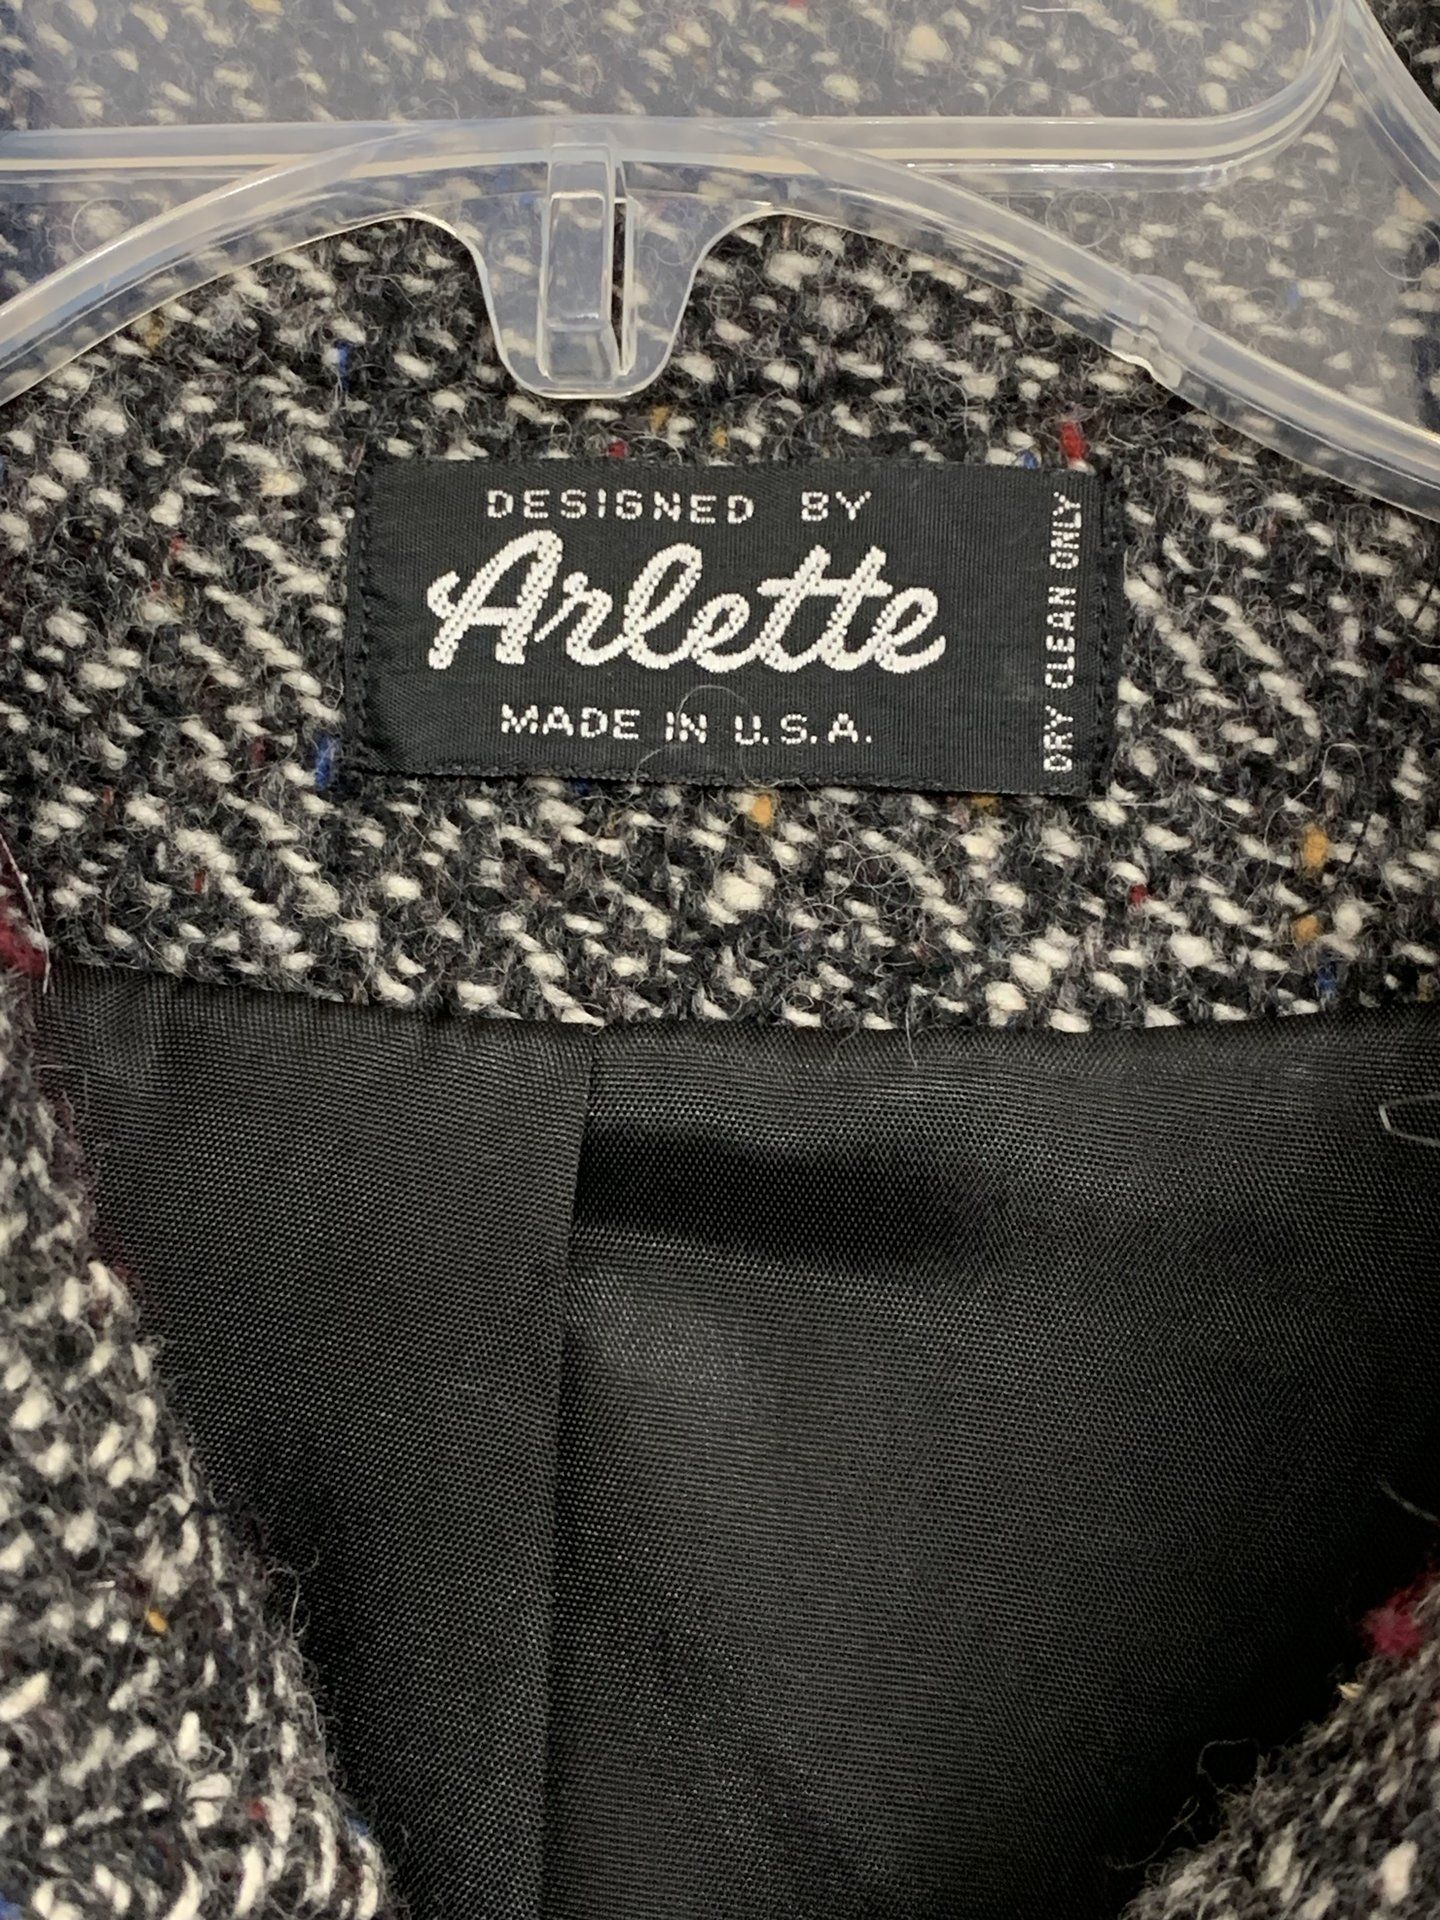 DESIGNED BY
Arlette
MADE IN U.S.A.
DRY CLEAN ONLY